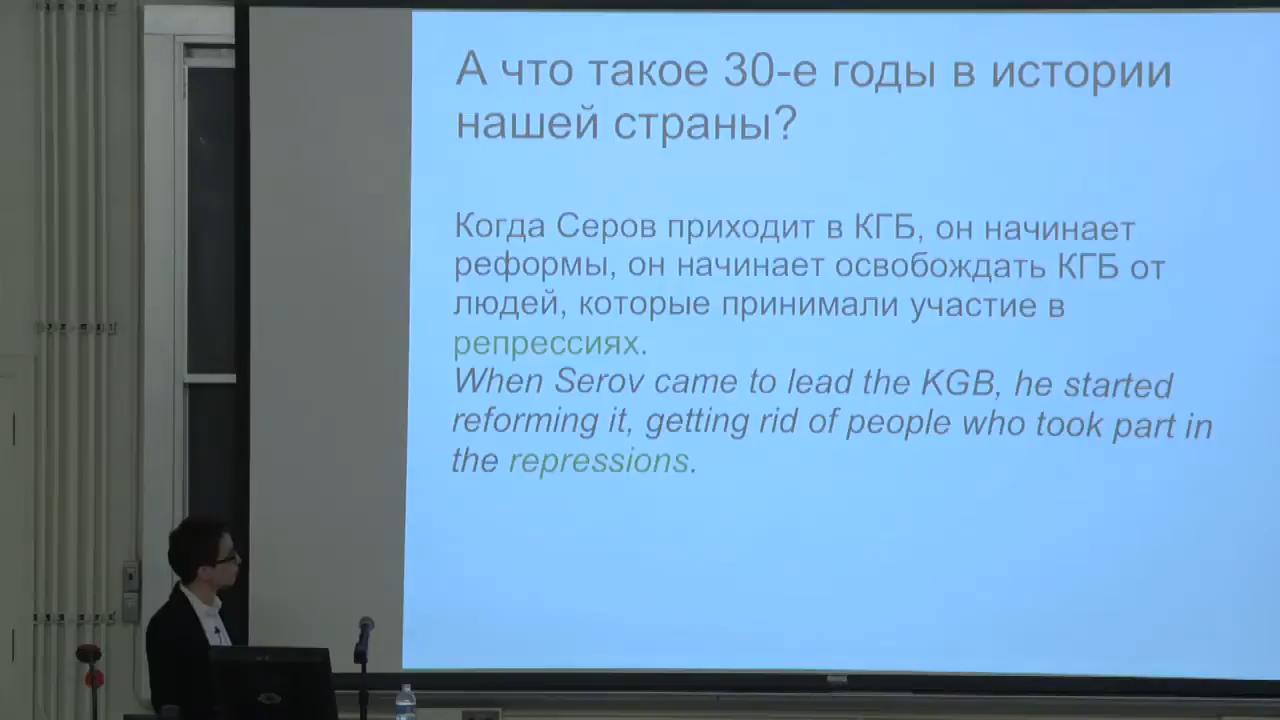 А что такое 30-е годы в истории
нашей страны?
Когда Серов приходит в КГБ, он начинает
реформы, он начинает освобождать КГБ от
людей, которые принимали участие в
репрессиях.
When Serov came to lead the KGB, he started
reforming it, getting rid of people who took part in
the repressions.